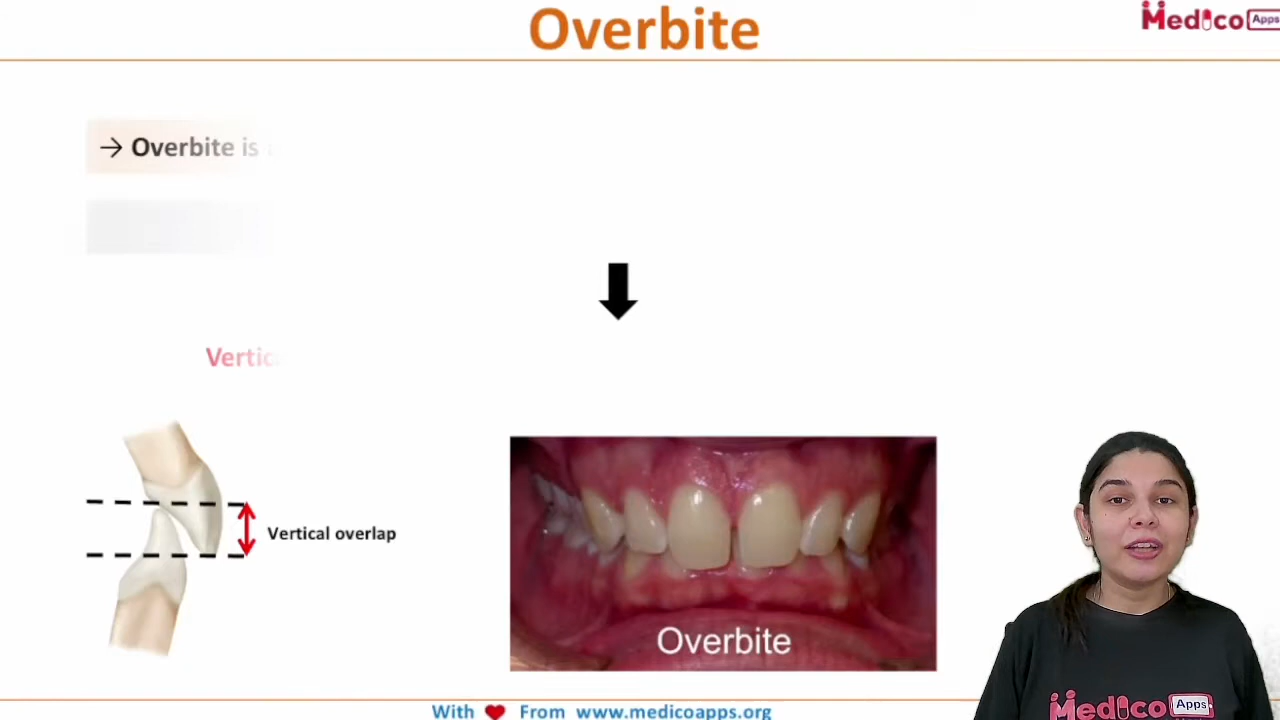 Overbite
Medico Apps
→ Overbite is
Vertical overlap
Overbite
Medico Apps
With ❤ From www.medicoapps.org